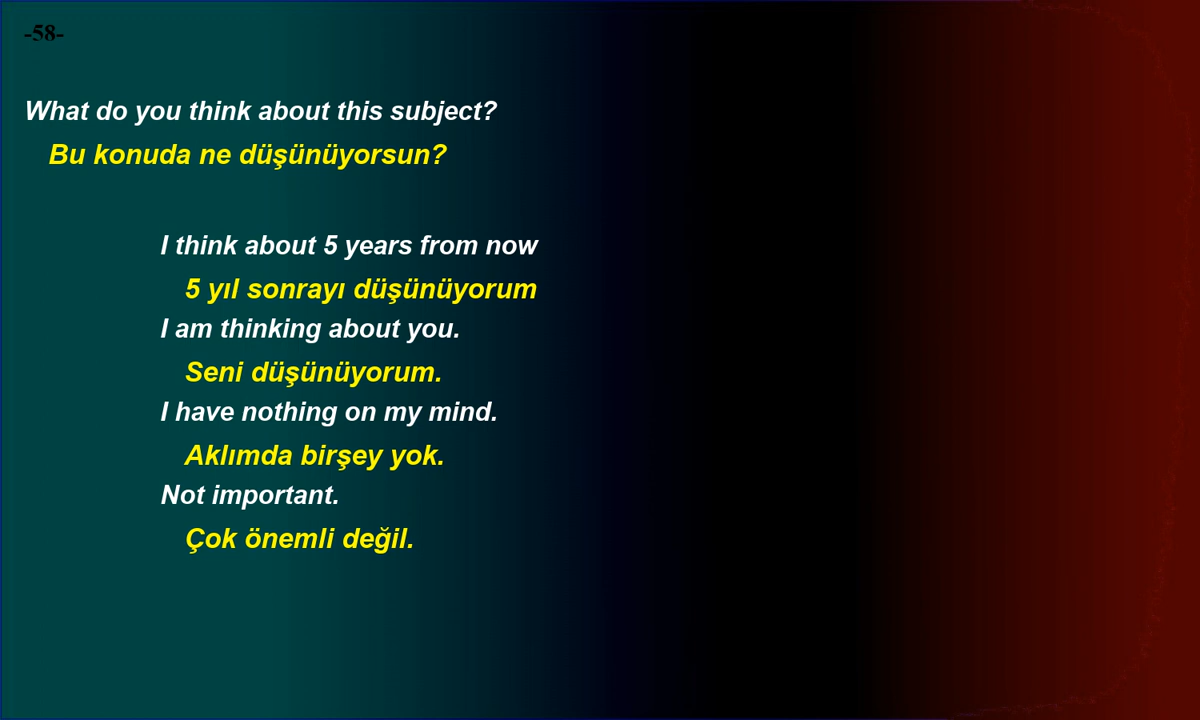 -58-
What do you think about this subject?
Bu konuda ne düşünüyorsun?
I think about 5 years from now
5 yıl sonrayı düşünüyorum
I am thinking about you.
Seni düşünüyorum.
I have nothing on my mind.
Aklımda birşey yok.
Not important.
Çok önemli değil.